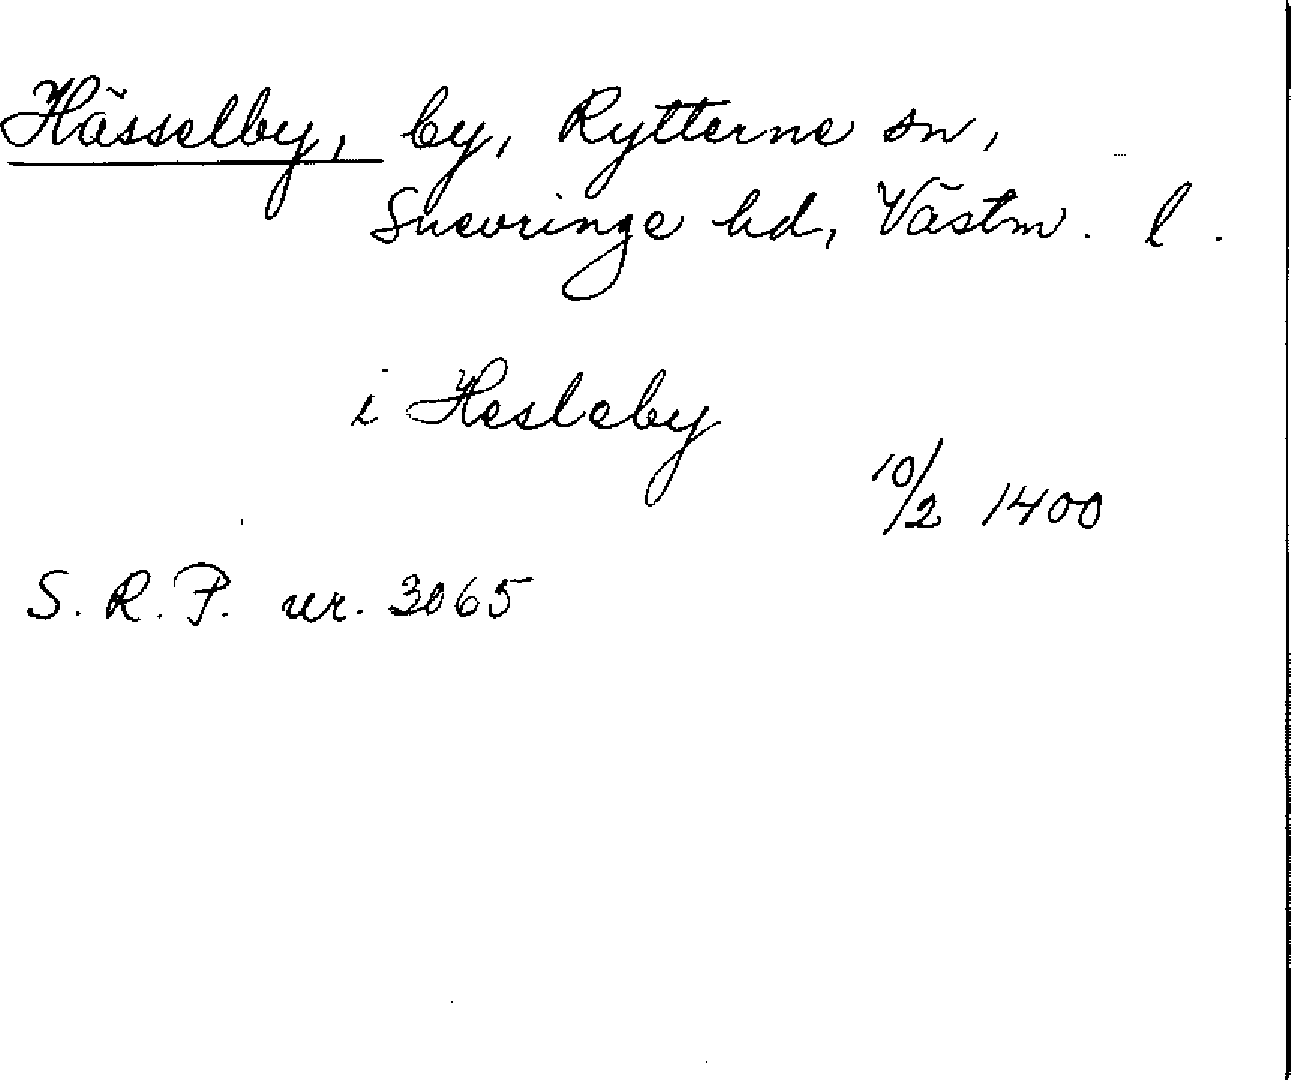 Hässelby, by, Rytterne sn,
Snevringe hd, Västm. l.
i Hesleby
10/2 1400
S. R. P. nr. 3065